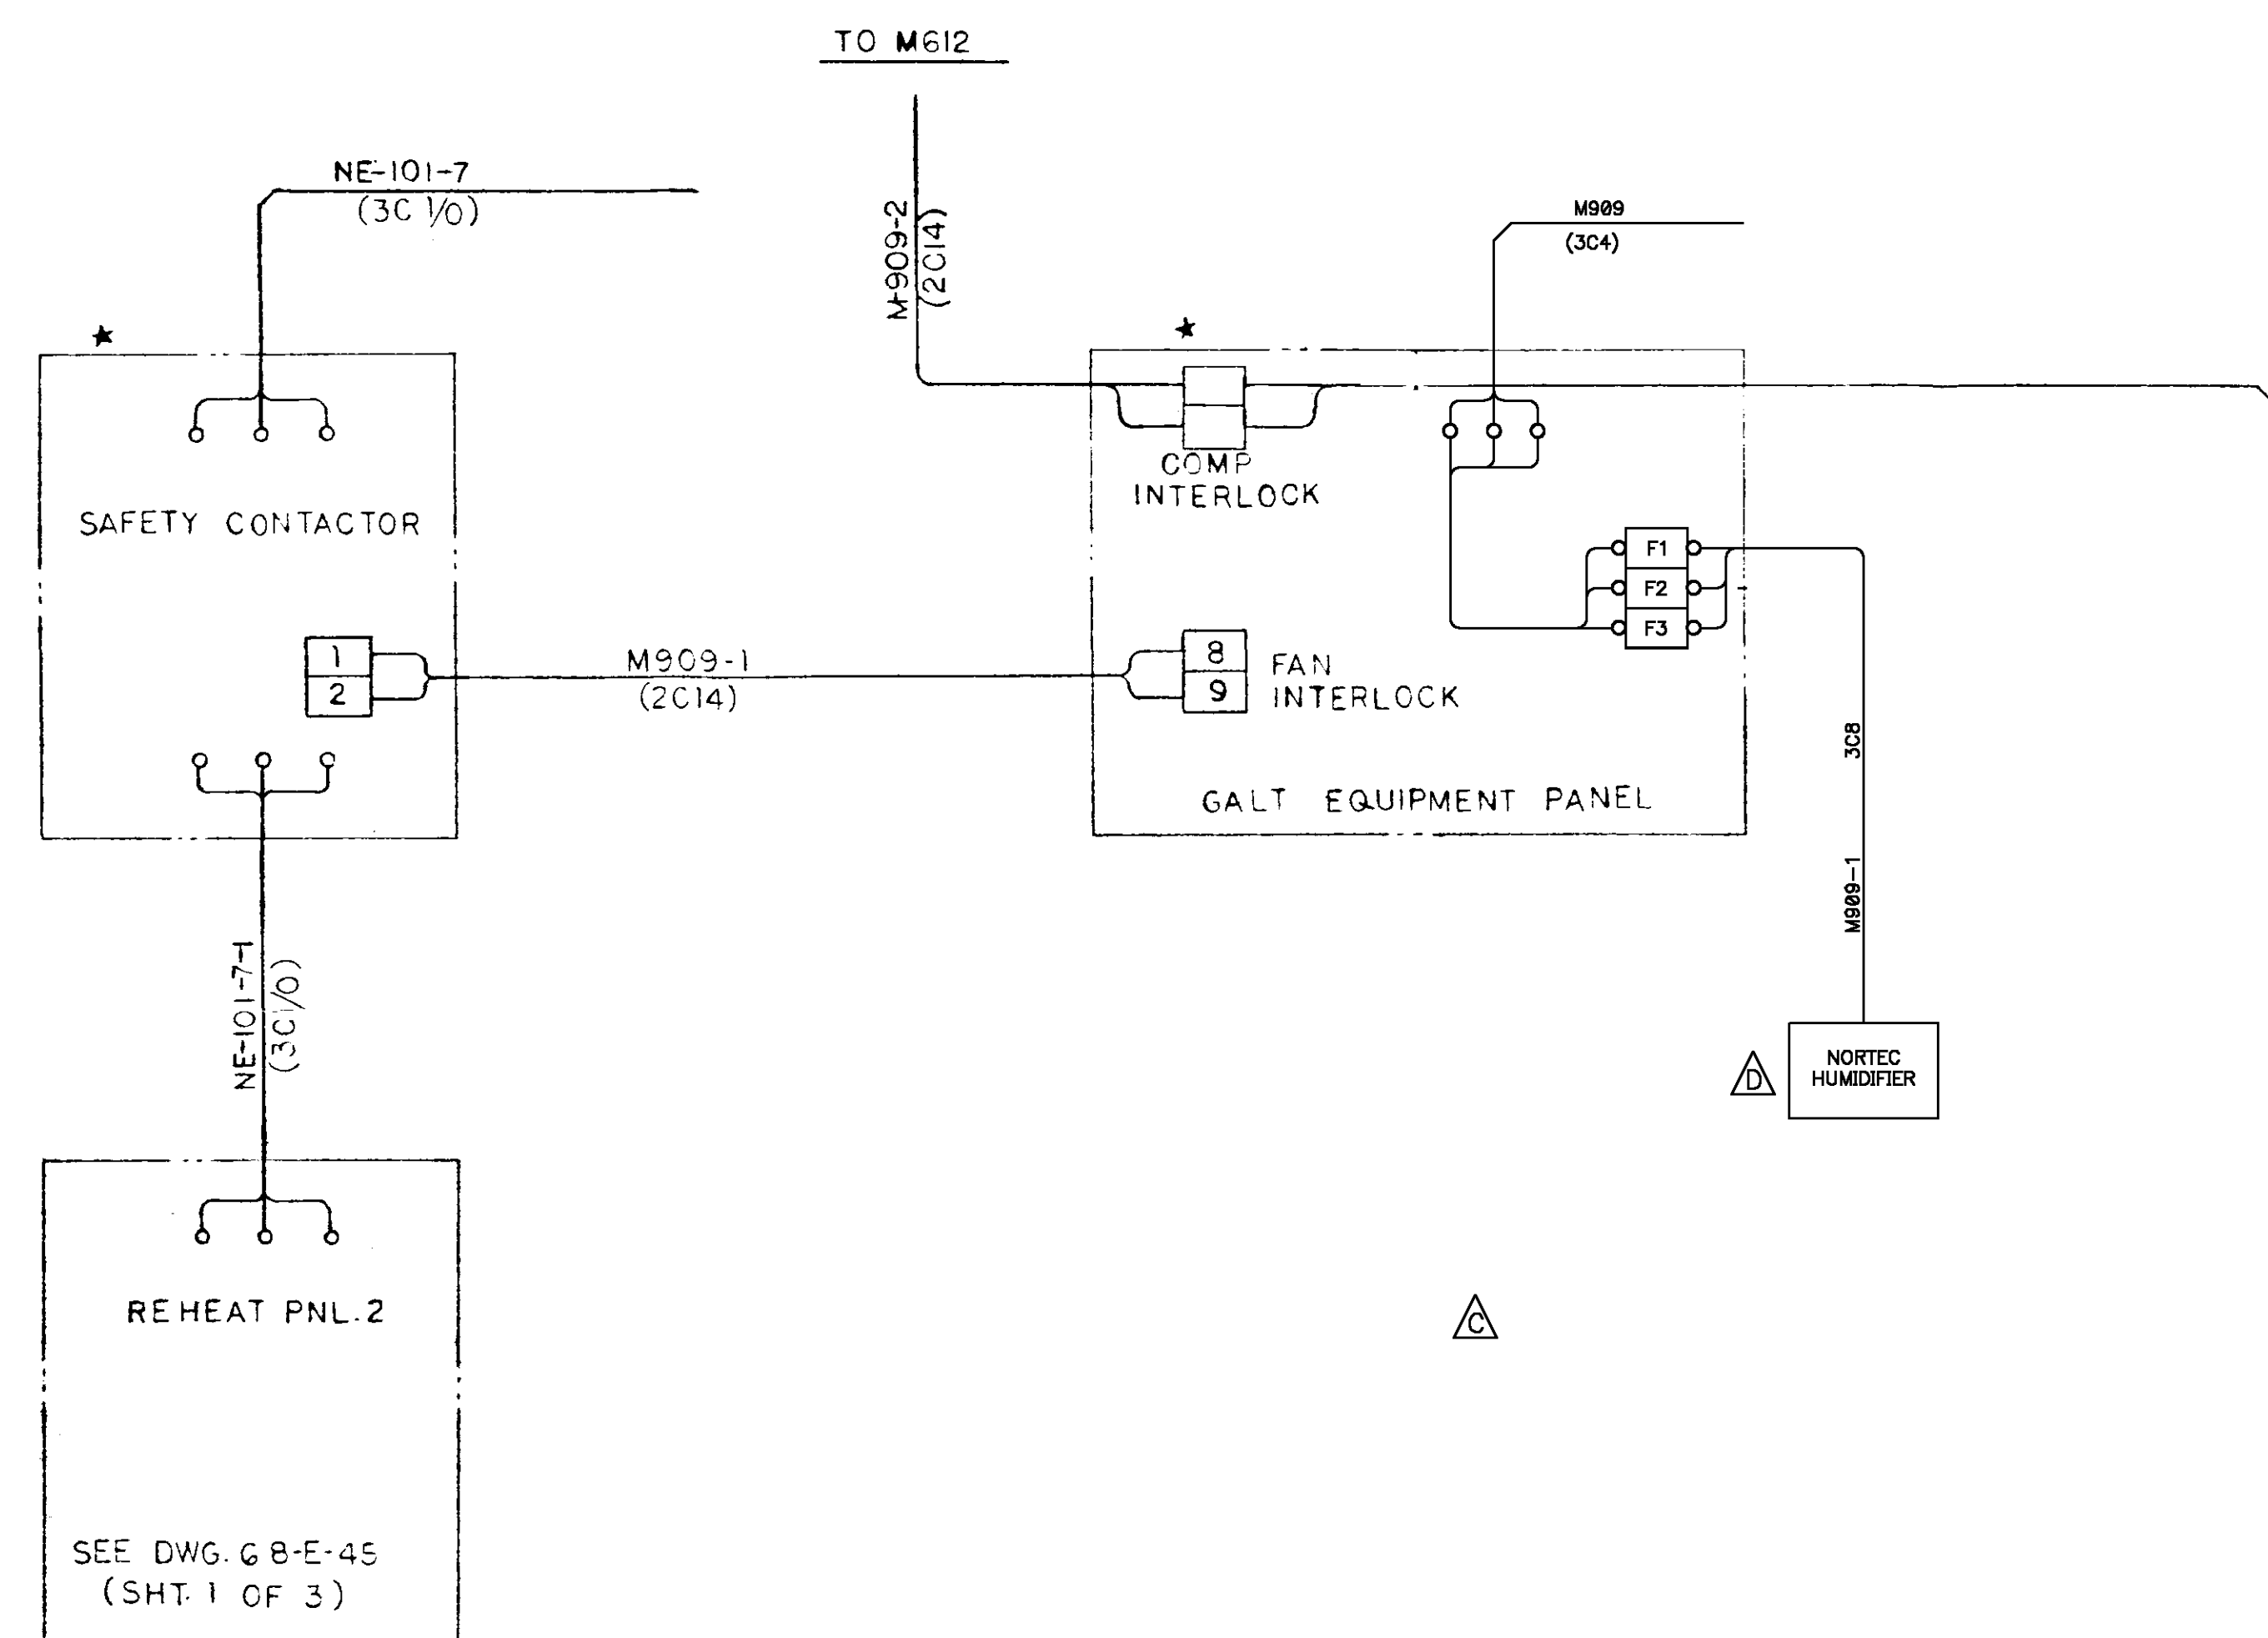 TO M612
NE-101-7
(3C 1/0)
M-909-2
(2C14)
M909
(3C4)
★
★
COMP
INTERLOCK
SAFETY CONTACTOR
F1
F2
F3
1
2
M909-1
(2C14)
8
9
FAN
INTERLOCK
3C8
GALT EQUIPMENT PANEL
M909-1
NE-101-7-1
(3C1/0)
D
NORTEC
HUMIDIFIER
REHEAT PNL.2
C
SEE DWG. 68-E-45
(SHT. 1 OF 3)